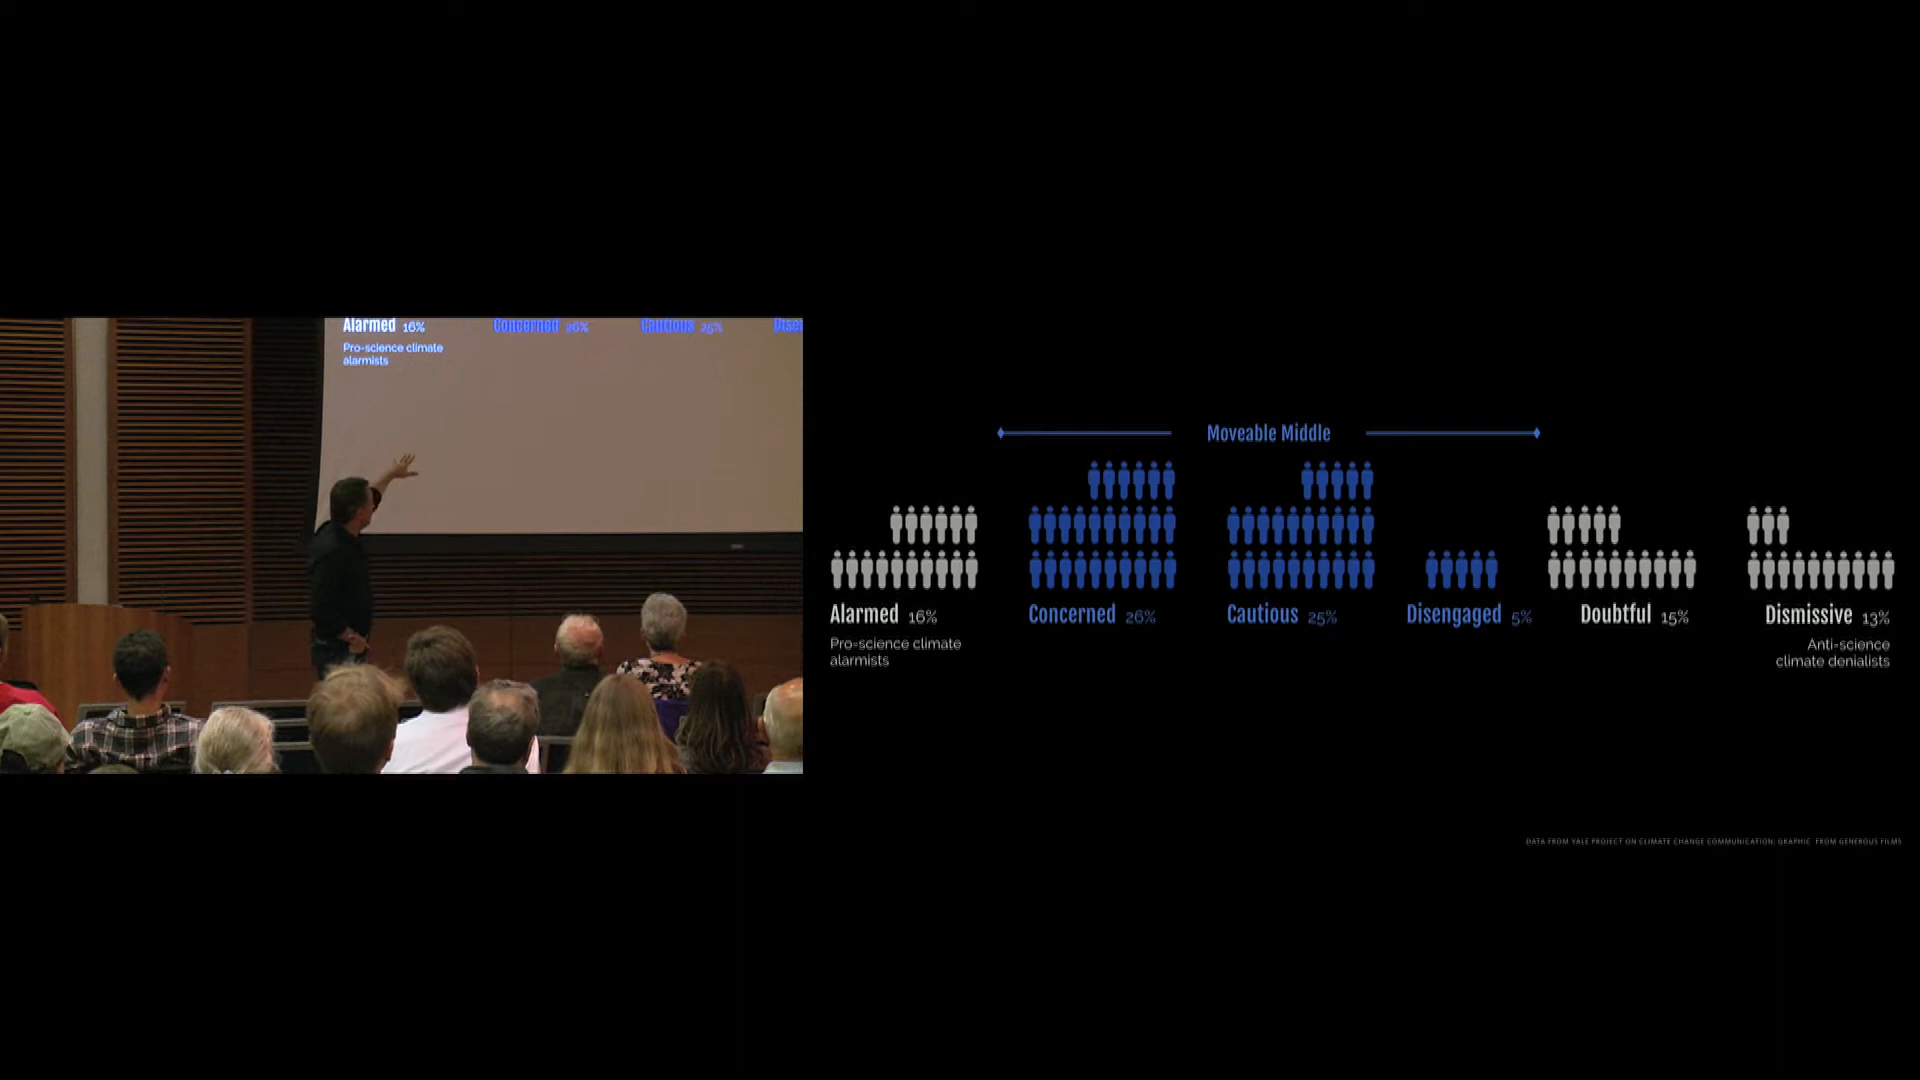 Alarmed 16%
Concerned 26%
Cautious 25%
Disen
Pro-science climate
alarmists
Moveable Middle
Alarmed 16%
Concerned 26%
Cautious 25%
Disengaged 5%
Doubtful 15%
Dismissive 13%
Pro-science climate
alarmists
Anti-science
climate denialists
DATA FROM YALE PROJECT ON CLIMATE CHANGE COMMUNICATION; GRAPHIC FROM GENEROUS FILMS